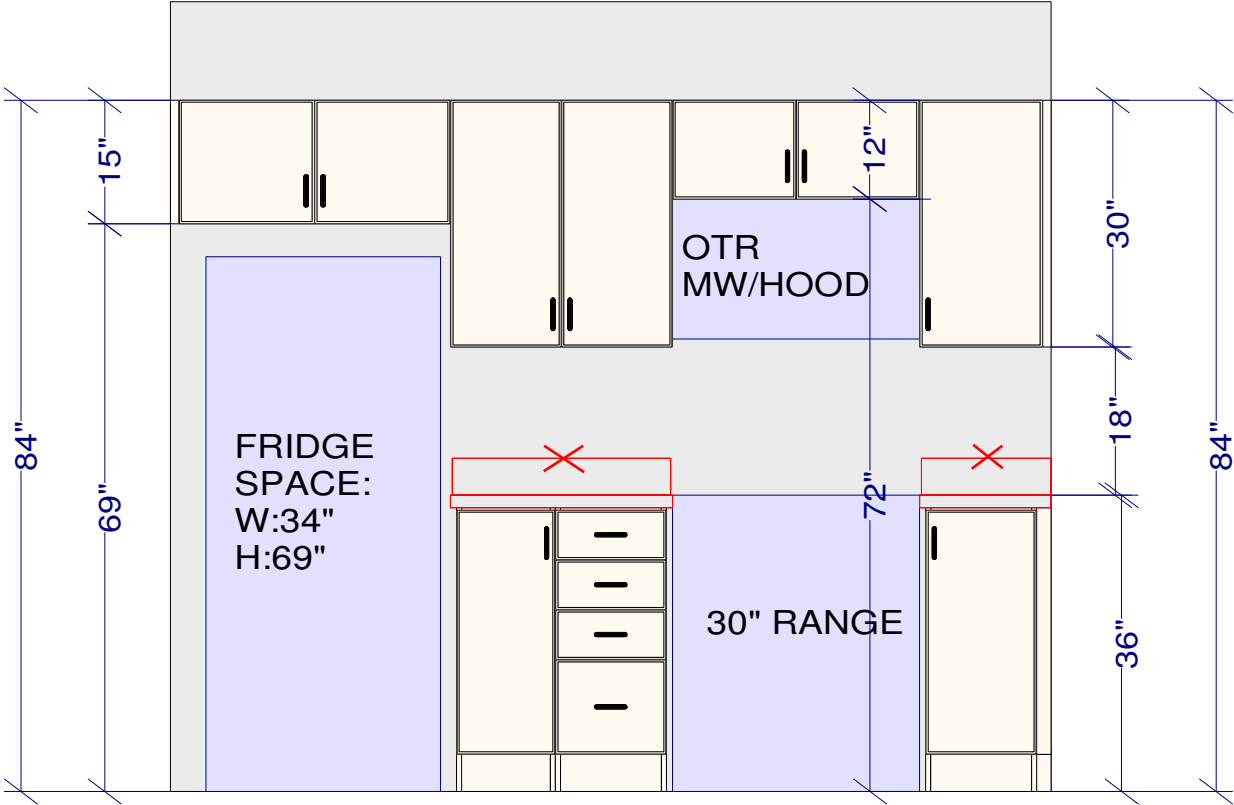 15"
12"
30"
OTR
MW/HOOD
84"
69"
FRIDGE
SPACE:
W:34"
H:69"
72"
18"
84"
30" RANGE
36"